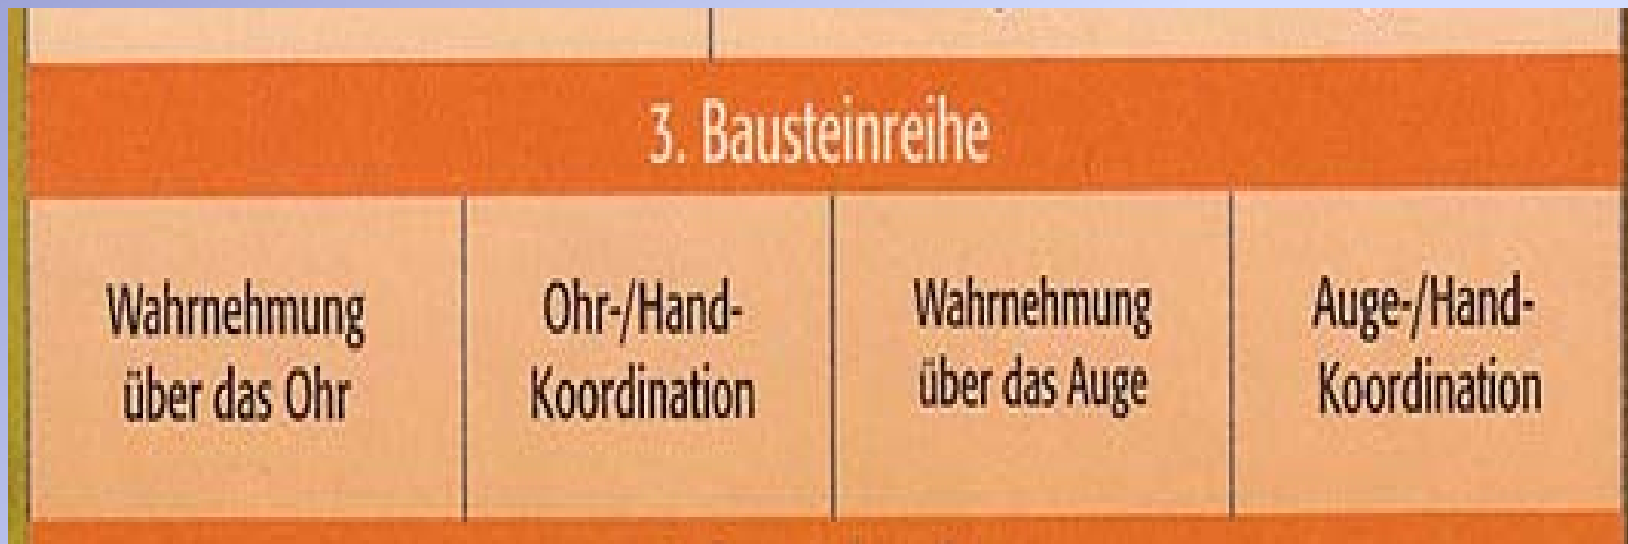 3. Bausteinreihe
Wahrnehmung
über das Ohr
Ohr-/Hand-
Koordination
Wahrnehmung
über das Auge
Auge-/Hand-
Koordination